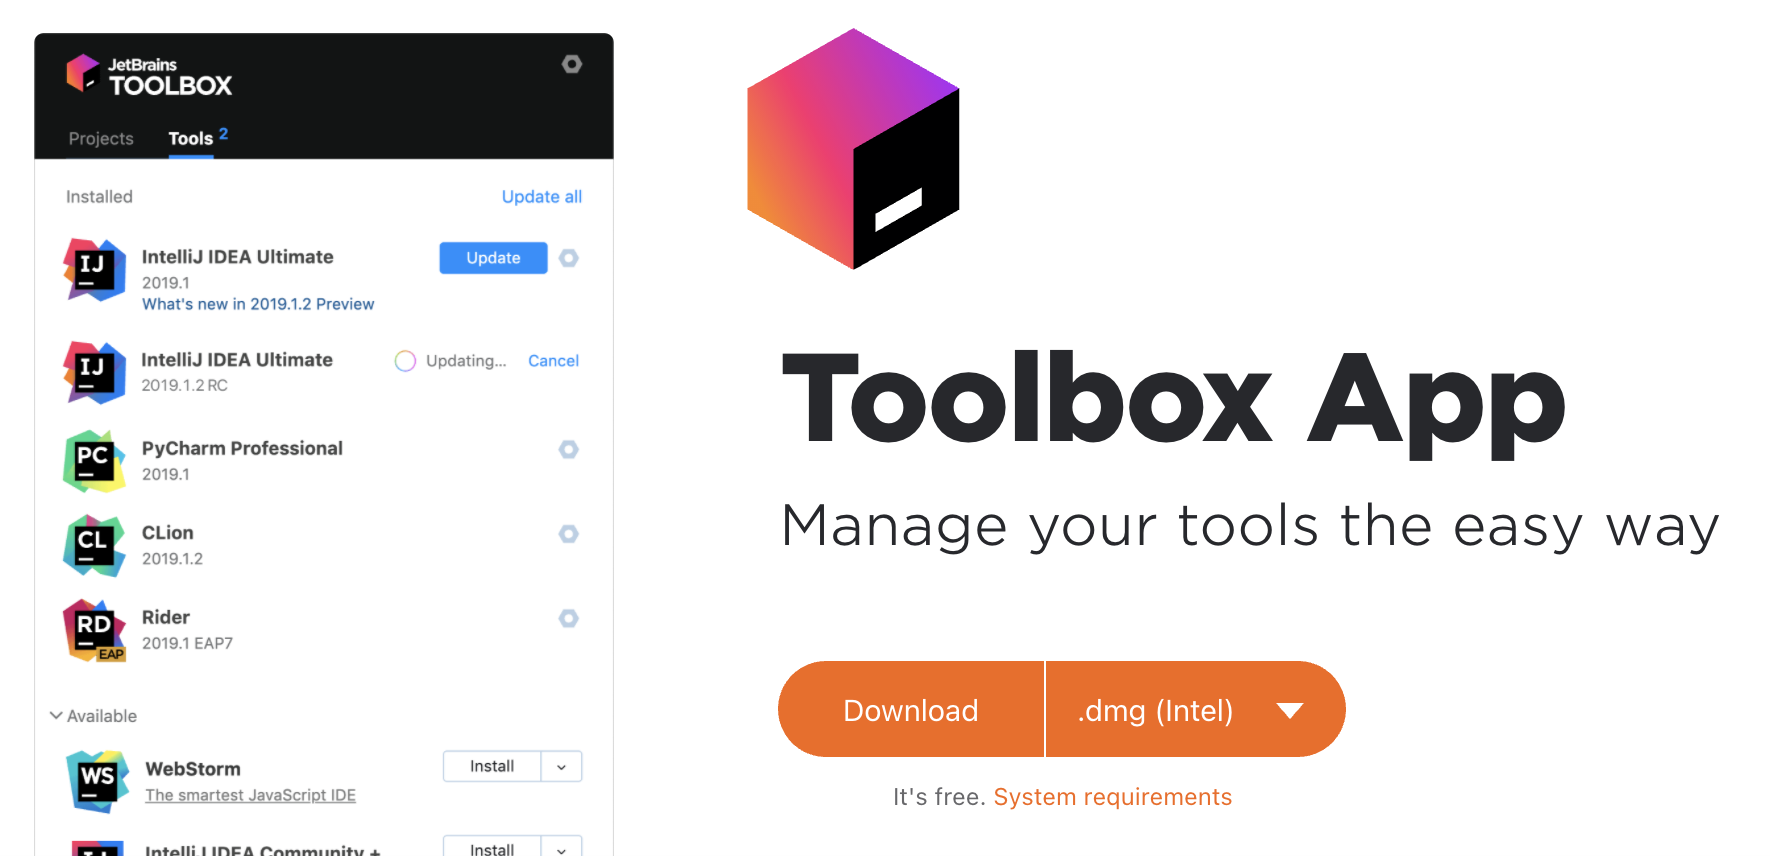 JetBrains
TOOLBOX
Projects
Tools 2
Installed
Update all
IJ
IntelliJ IDEA Ultimate
2019.1
What's new in 2019.1.2 Preview
Update
IJ
IntelliJ IDEA Ultimate
2019.1.2 RC
Updating...
Cancel
PC
PyCharm Professional
2019.1
CL
CLion
2019.1.2
RD
EAP
Rider
2019.1 EAP7
Available
WS
WebStorm
The smartest JavaScript IDE
Install
IntelliJ IDEA Community +
Install
Toolbox App
Manage your tools the easy way
Download
.dmg (Intel)
It's free. System requirements